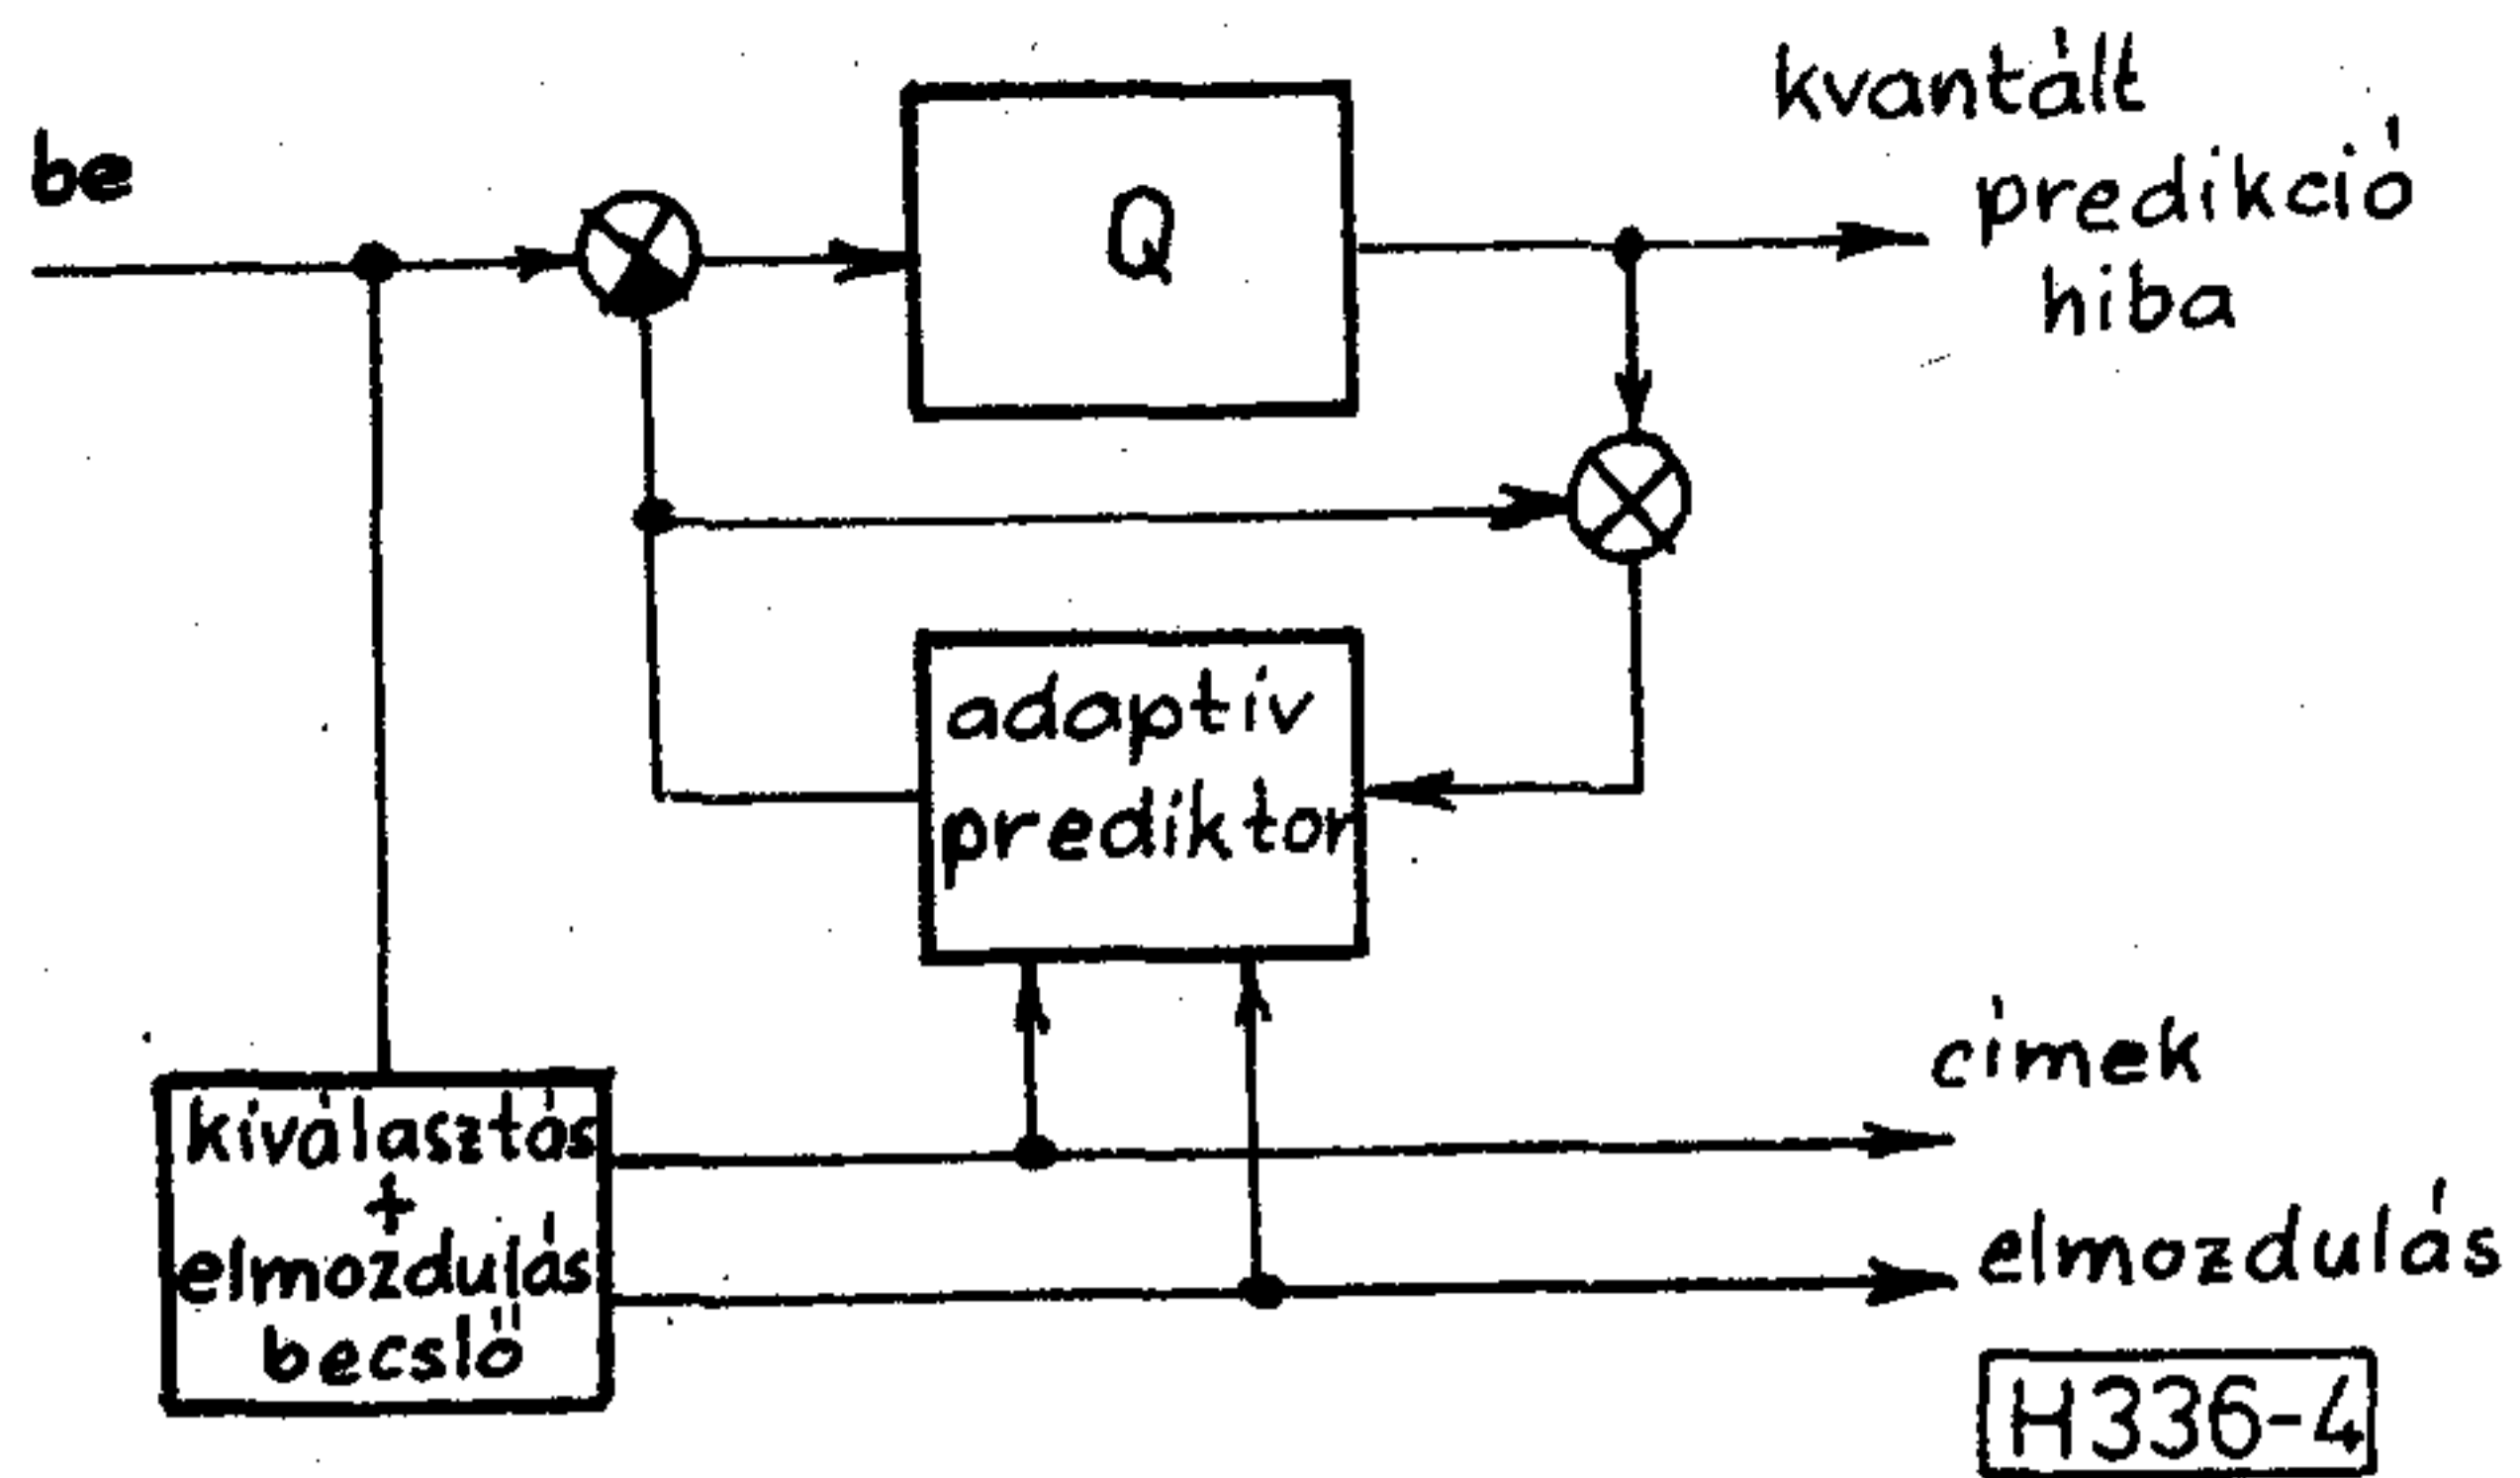 be
Q
kvantált
predikció
hiba
adaptív
prediktor
címek
kiválasztás
+
elmozdulás
becslő
elmozdulás
H336-4